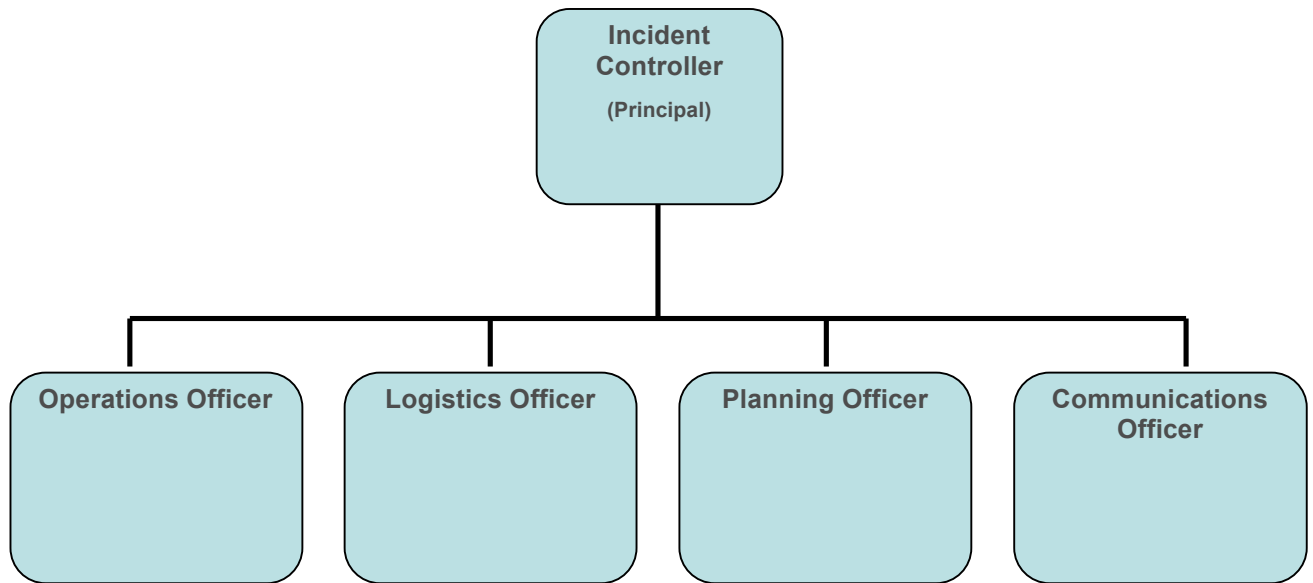 Incident
Controller
(Principal)
Operations Officer
Logistics Officer
Planning Officer
Communications
Officer